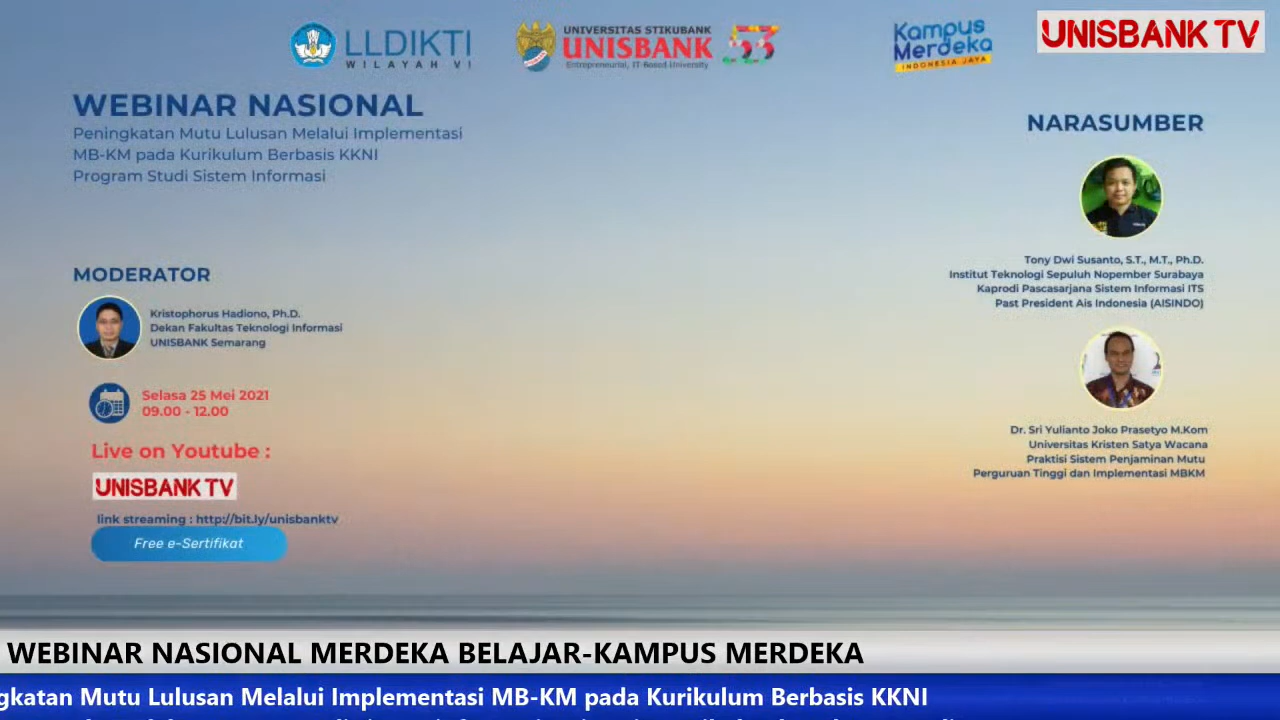 LLDIKTI
WILAYAH VI
UNIVERSITAS STIKUBANK
UNISBANK
Entrepreneurial, IT-Based University
53
Kampus
Merdeka
INDONESIA JAYA
UNISBANK TV
WEBINAR NASIONAL
Peningkatan Mutu Lulusan Melalui Implementasi
MB-KM pada Kurikulum Berbasis KKNI
Program Studi Sistem Informasi
MODERATOR
Kristophorus Hadiono, Ph.D.
Dekan Fakultas Teknologi Informasi
UNISBANK Semarang
Selasa 25 Mei 2021
09.00 - 12.00
Live on Youtube :
UNISBANK TV
link streaming : http://bit.ly/unisbanktv
Free e-Sertifikat
NARASUMBER
Tony Dwi Susanto, S.T., M.T., Ph.D.
Institut Teknologi Sepuluh Nopember Surabaya
Kaprodi Pascasarjana Sistem Informasi ITS
Past President Ais Indonesia (AISINDO)
Dr. Sri Yulianto Joko Prasetyo M.Kom
Universitas Kristen Satya Wacana
Praktisi Sistem Penjaminan Mutu
Perguruan Tinggi dan Implementasi MBKM
WEBINAR NASIONAL MERDEKA BELAJAR-KAMPUS MERDEKA
gkatan Mutu Lulusan Melalui Implementasi MB-KM pada Kurikulum Berbasis KKNI